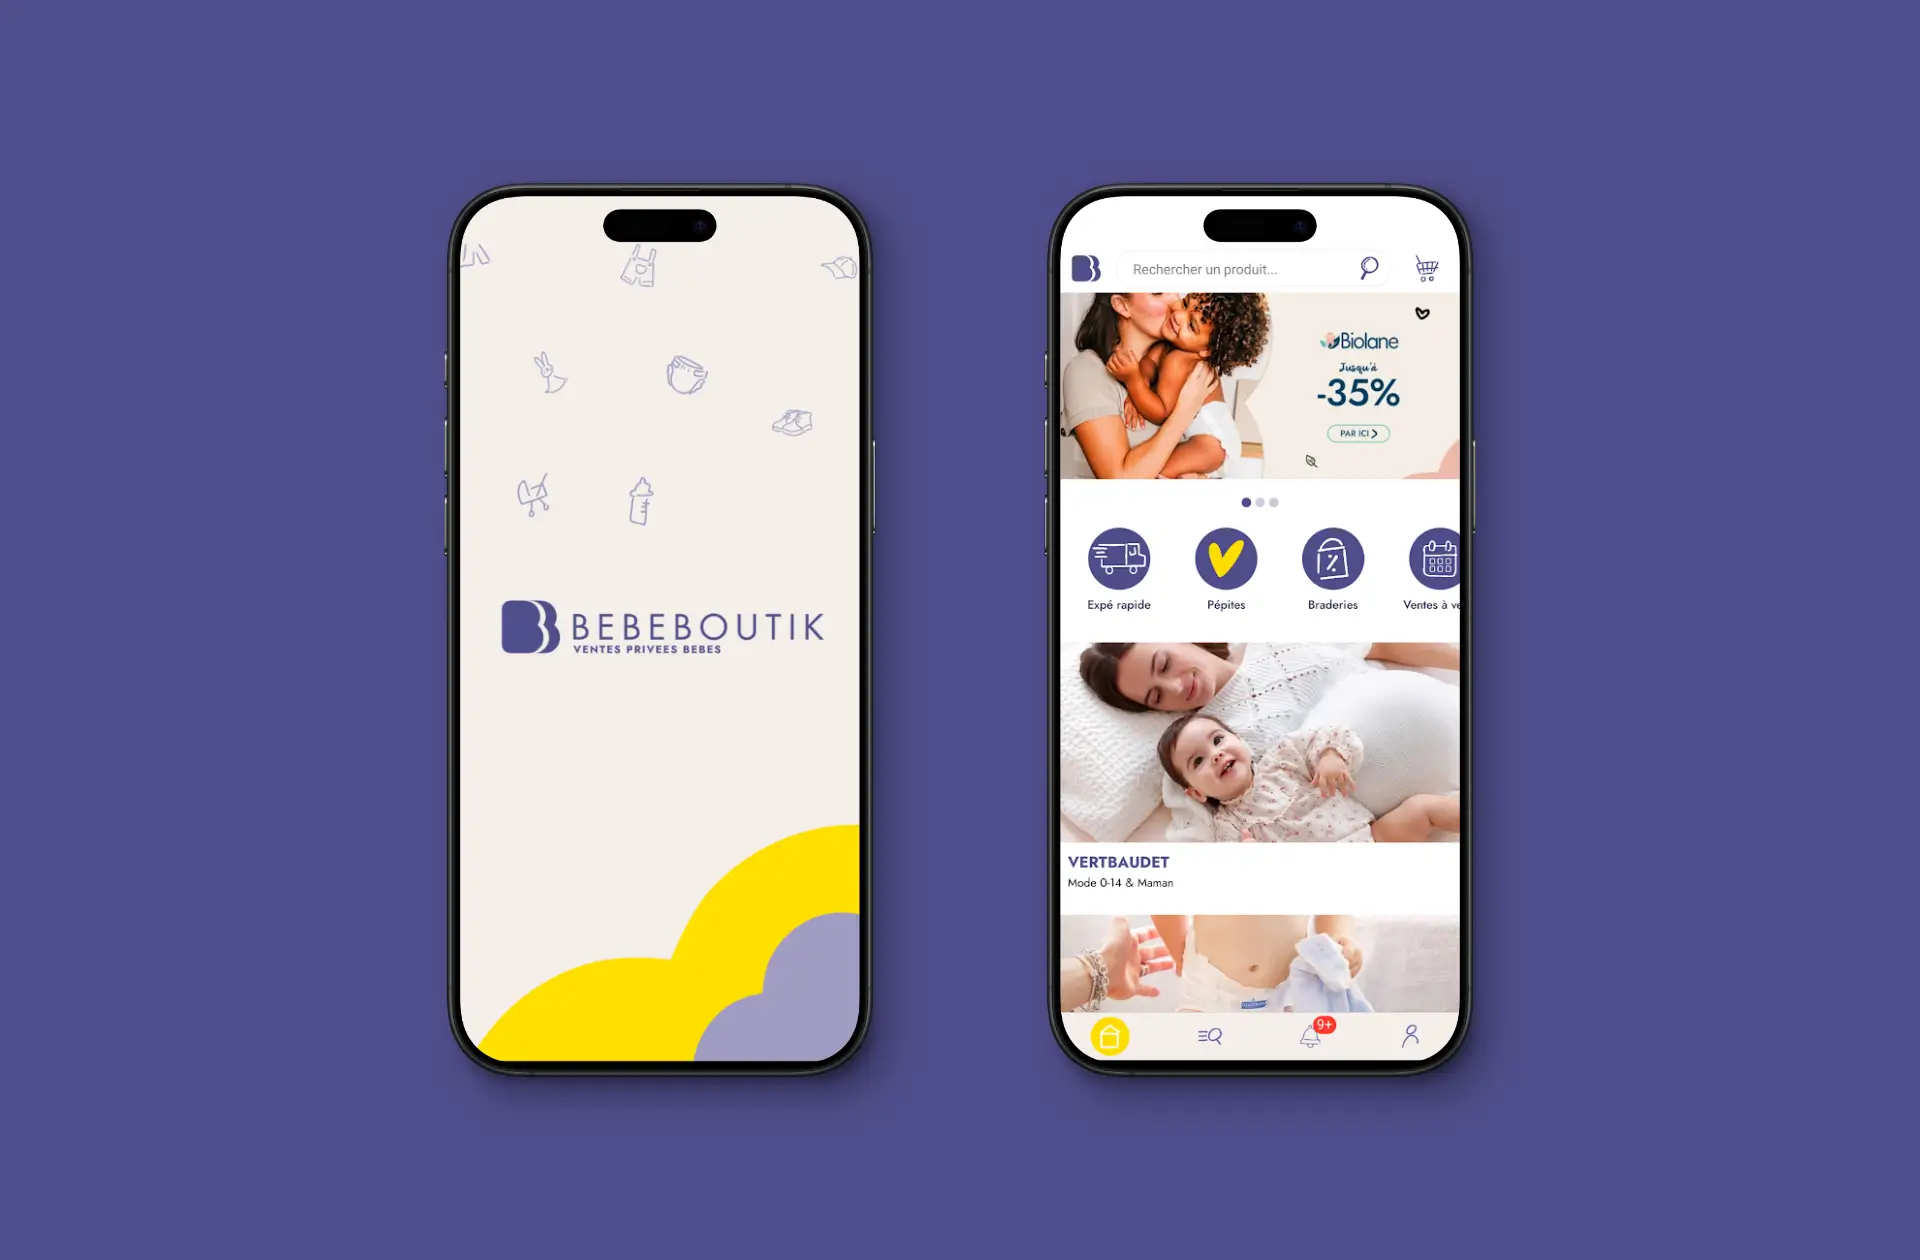 BEBEBOUTIK
VENTES PRIVEES BEBES
Rechercher un produit...
Biolane
Jusqu'à
-35%
PAR ICI
Expé rapide
Pépites
Braderies
Ventes à ve
VERTBAUDET
Mode 0-14 & Maman
9+